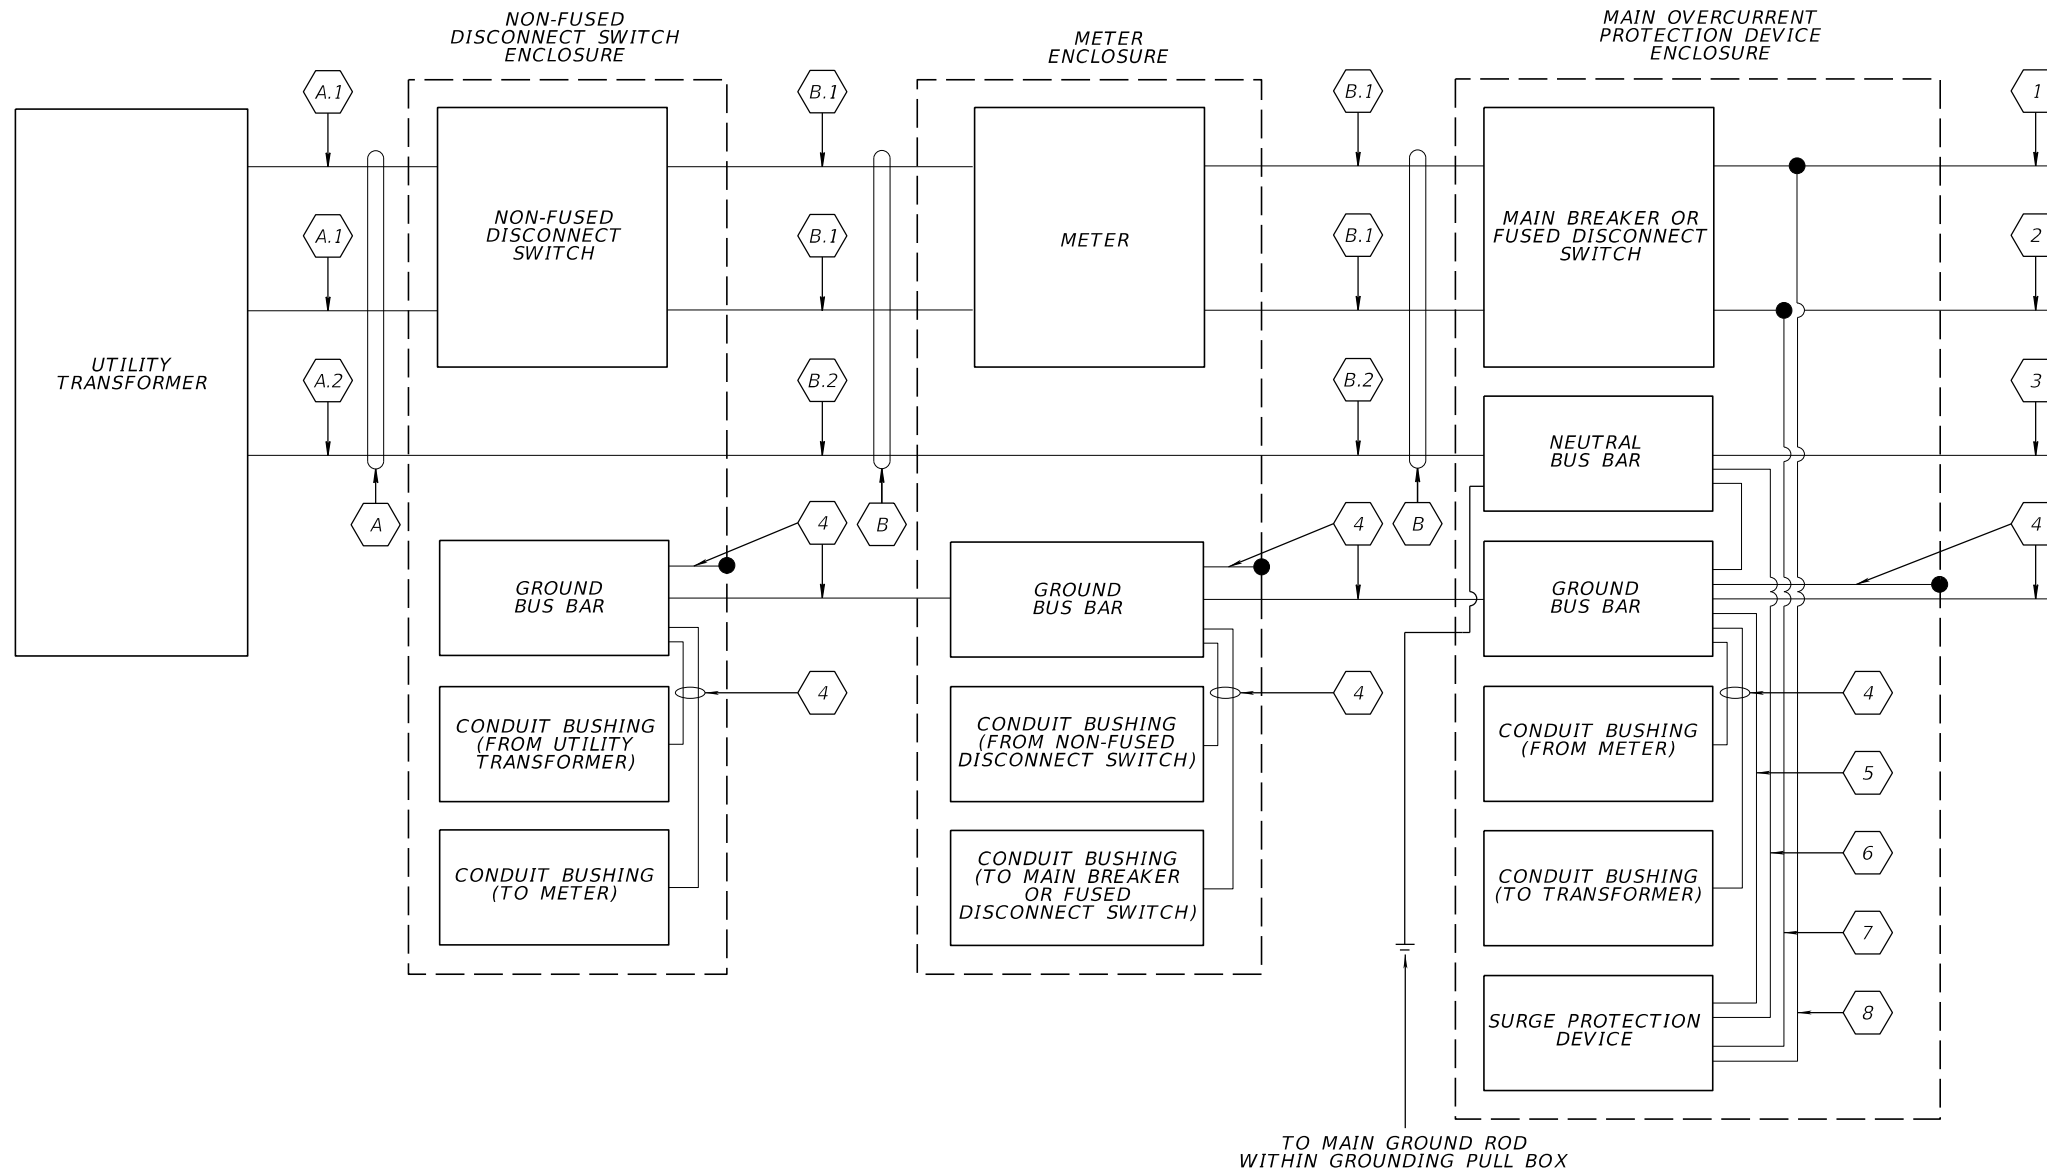 NON-FUSED
DISCONNECT SWITCH
ENCLOSURE
METER
ENCLOSURE
MAIN OVERCURRENT
PROTECTION DEVICE
ENCLOSURE
A.1
B.1
B.1
1
NON-FUSED
DISCONNECT
SWITCH
METER
MAIN BREAKER OR
FUSED DISCONNECT
SWITCH
A.1
B.1
B.1
2
UTILITY
TRANSFORMER
A.2
B.2
B.2
3
NEUTRAL
BUS BAR
A
4
B
4
B
4
GROUND
BUS BAR
GROUND
BUS BAR
GROUND
BUS BAR
4
4
4
CONDUIT BUSHING
(FROM UTILITY
TRANSFORMER)
CONDUIT BUSHING
(FROM NON-FUSED
DISCONNECT SWITCH)
CONDUIT BUSHING
(FROM METER)
5
CONDUIT BUSHING
(TO METER)
CONDUIT BUSHING
(TO MAIN BREAKER
OR FUSED
DISCONNECT SWITCH)
CONDUIT BUSHING
(TO TRANSFORMER)
6
7
SURGE PROTECTION
DEVICE
8
TO MAIN GROUND ROD
WITHIN GROUNDING PULL BOX